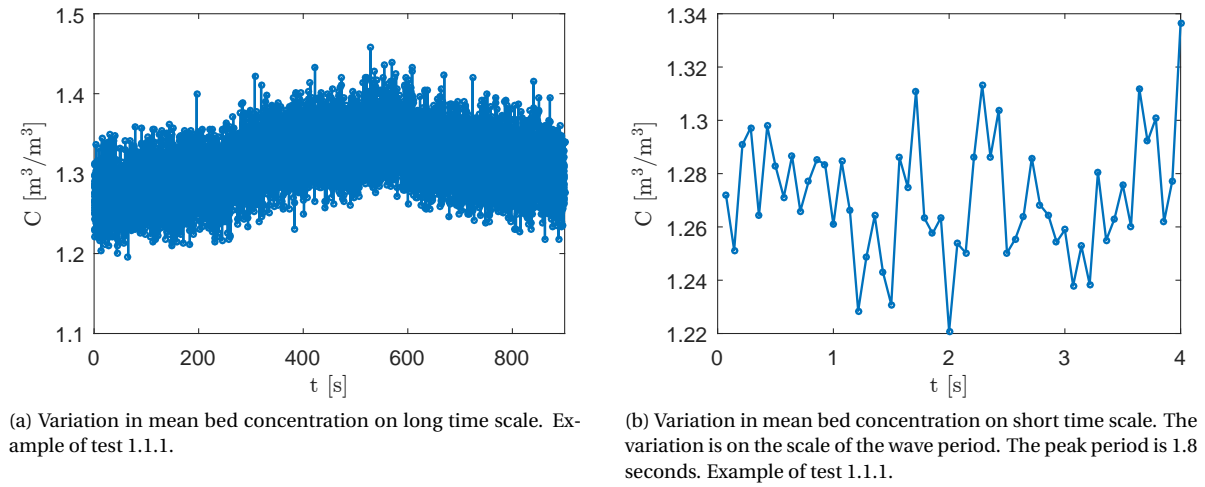 1.5
1.4
1.3
1.2
1.1
C [m³/m³]
0 200 400 600 800
t [s]
(a) Variation in mean bed concentration on long time scale. Ex-
ample of test 1.1.1.
1.34
1.32
1.3
1.28
1.26
1.24
1.22
C [m³/m³]
0 1 2 3 4
t [s]
(b) Variation in mean bed concentration on short time scale. The
variation is on the scale of the wave period. The peak period is 1.8
seconds. Example of test 1.1.1.